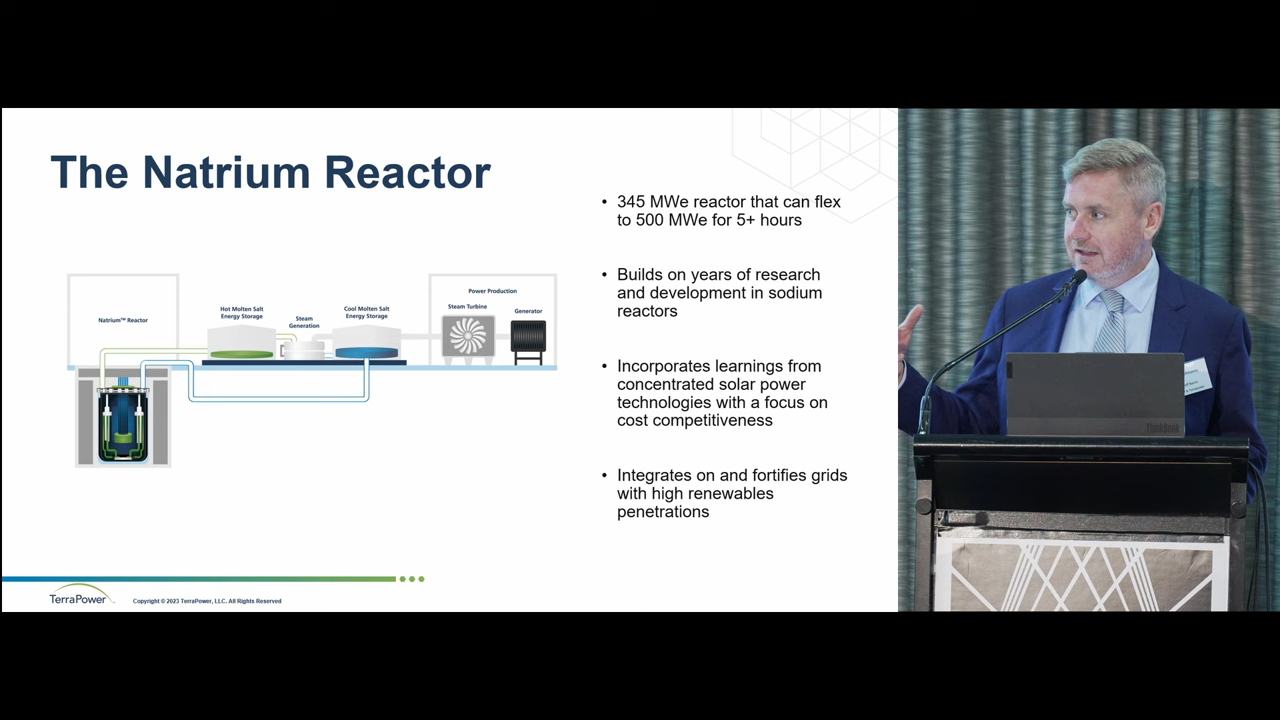 The Natrium Reactor
• 345 MWe reactor that can flex
to 500 MWe for 5+ hours
• Builds on years of research
and development in sodium
reactors
• Incorporates learnings from
concentrated solar power
technologies with a focus on
cost competitiveness
• Integrates on and fortifies grids
with high renewables
penetrations
Natrium™ Reactor
Hot Molten Salt
Energy Storage
Steam
Generation
Cool Molten Salt
Energy Storage
Power Production
Steam Turbine
Generator
TerraPower
Copyright © 2023 TerraPower, LLC. All Rights Reserved
ThinkBook